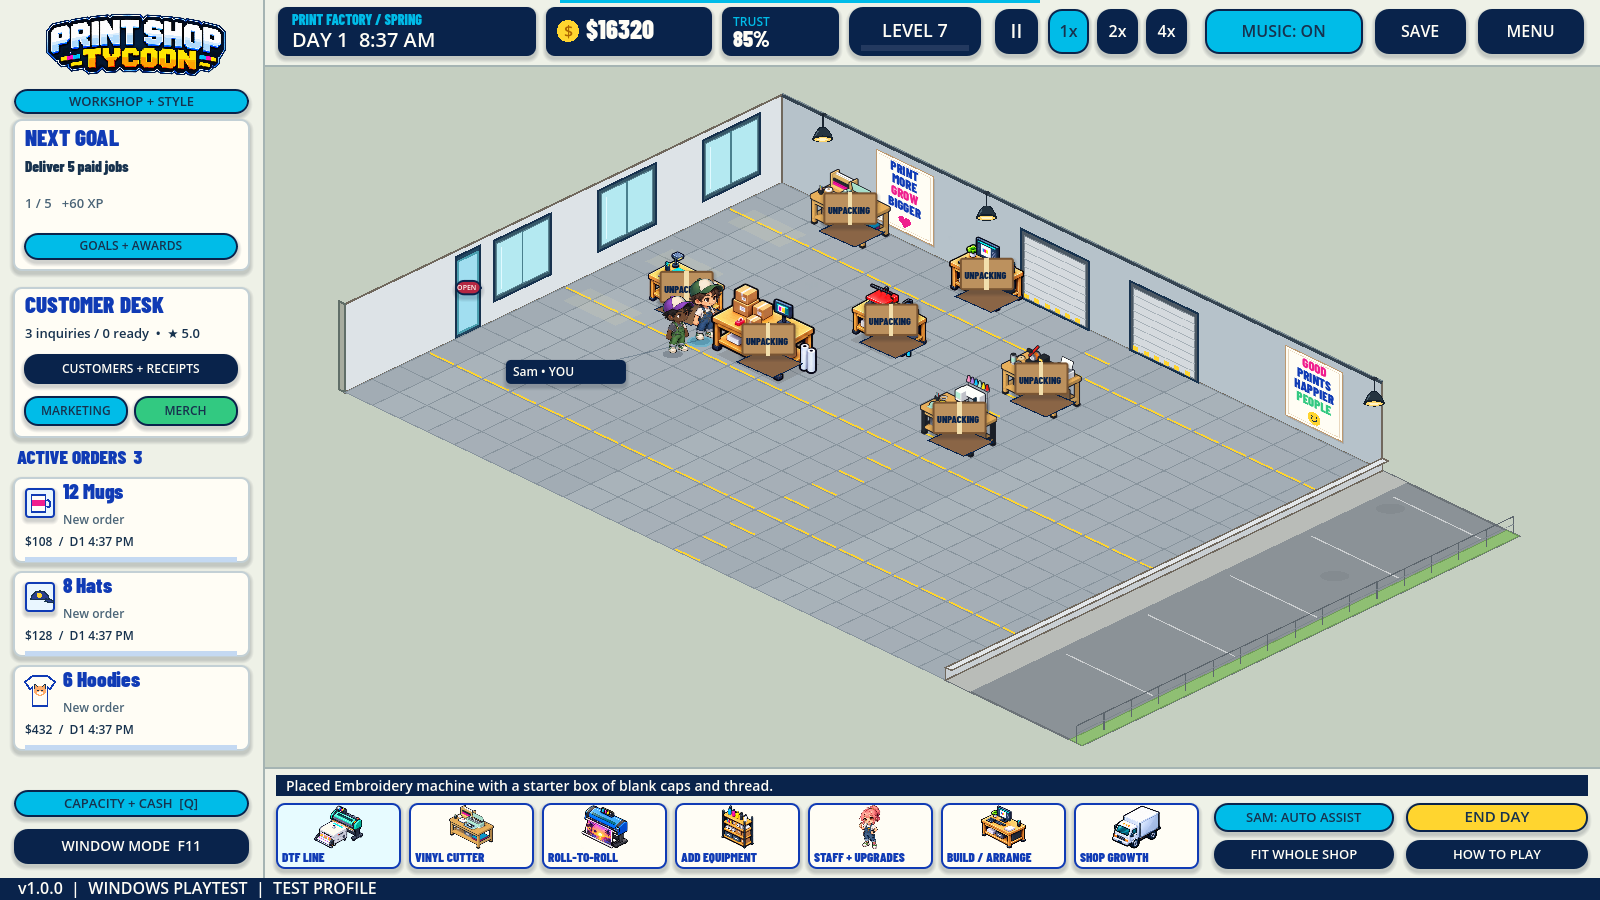 PRINT SHOP
TYCOON
WORKSHOP + STYLE
NEXT GOAL
Deliver 5 paid jobs
1 / 5 +60 XP
GOALS + AWARDS
CUSTOMER DESK
3 inquiries / 0 ready • ★ 5.0
CUSTOMERS + RECEIPTS
MARKETING
MERCH
ACTIVE ORDERS 3
12 Mugs
New order
$108 / D1 4:37 PM
8 Hats
New order
$128 / D1 4:37 PM
6 Hoodies
New order
$432 / D1 4:37 PM
CAPACITY + CASH [Q]
WINDOW MODE F11
PRINT FACTORY / SPRING
DAY 1 8:37 AM
$16320
TRUST
85%
LEVEL 7
II
1x
2x
4x
MUSIC: ON
SAVE
MENU
PRINT
MORE
GROW
BIGGER
UNPACKING
UNPACKING
OPEN
UNPAC
UNPACKING
UNPACKING
UNPACKING
UNPACKING
Sam • YOU
GOOD
PRINTS
HAPPIER
PEOPLE
Placed Embroidery machine with a starter box of blank caps and thread.
DTF LINE
VINYL CUTTER
ROLL-TO-ROLL
ADD EQUIPMENT
STAFF + UPGRADES
BUILD / ARRANGE
SHOP GROWTH
SAM: AUTO ASSIST
END DAY
FIT WHOLE SHOP
HOW TO PLAY
v1.0.0 | WINDOWS PLAYTEST | TEST PROFILE